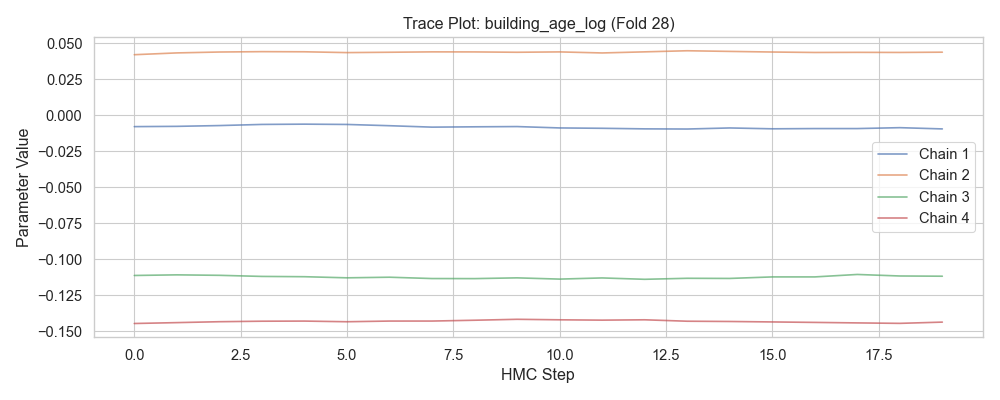 Trace Plot: building_age_log (Fold 28)
0.050
0.025
0.000
−0.025
−0.050
−0.075
−0.100
−0.125
−0.150
Parameter Value
Chain 1
Chain 2
Chain 3
Chain 4
0.0 2.5 5.0 7.5 10.0 12.5 15.0 17.5
HMC Step